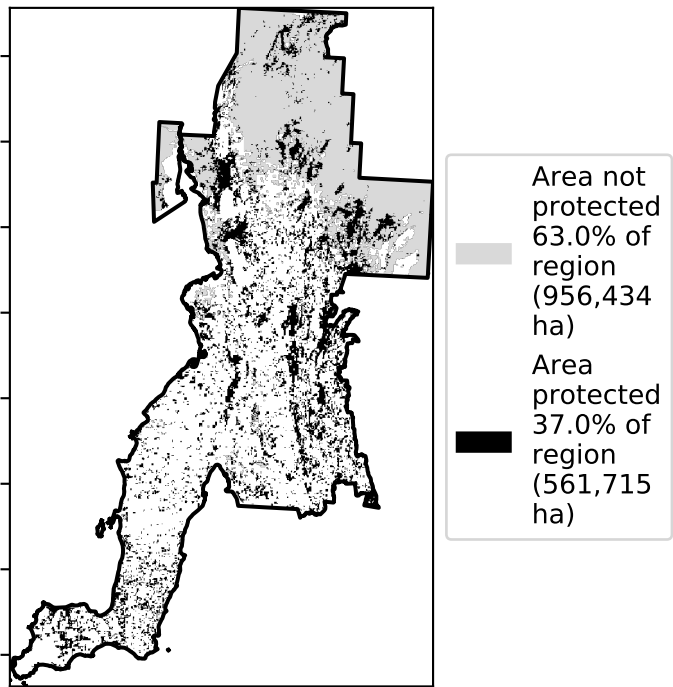 Area not
protected
63.0% of
region
(956,434
ha)
Area
protected
37.0% of
region
(561,715
ha)